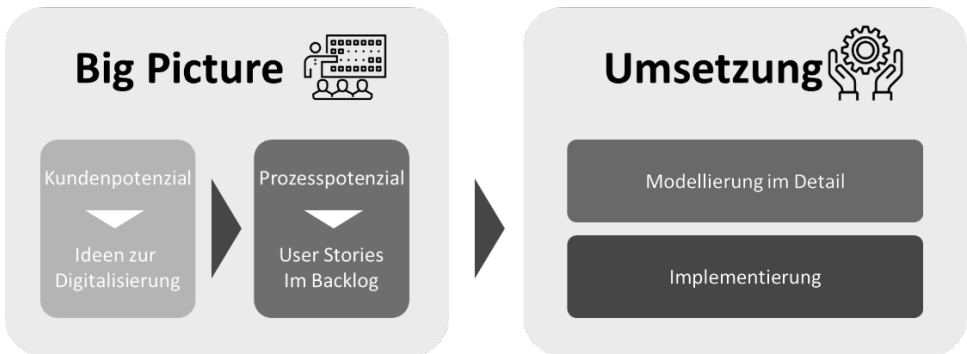 Big Picture
Kundenpotenzial
Ideen zur
Digitalisierung
Prozesspotenzial
User Stories
Im Backlog
Umsetzung
Modellierung im Detail
Implementierung